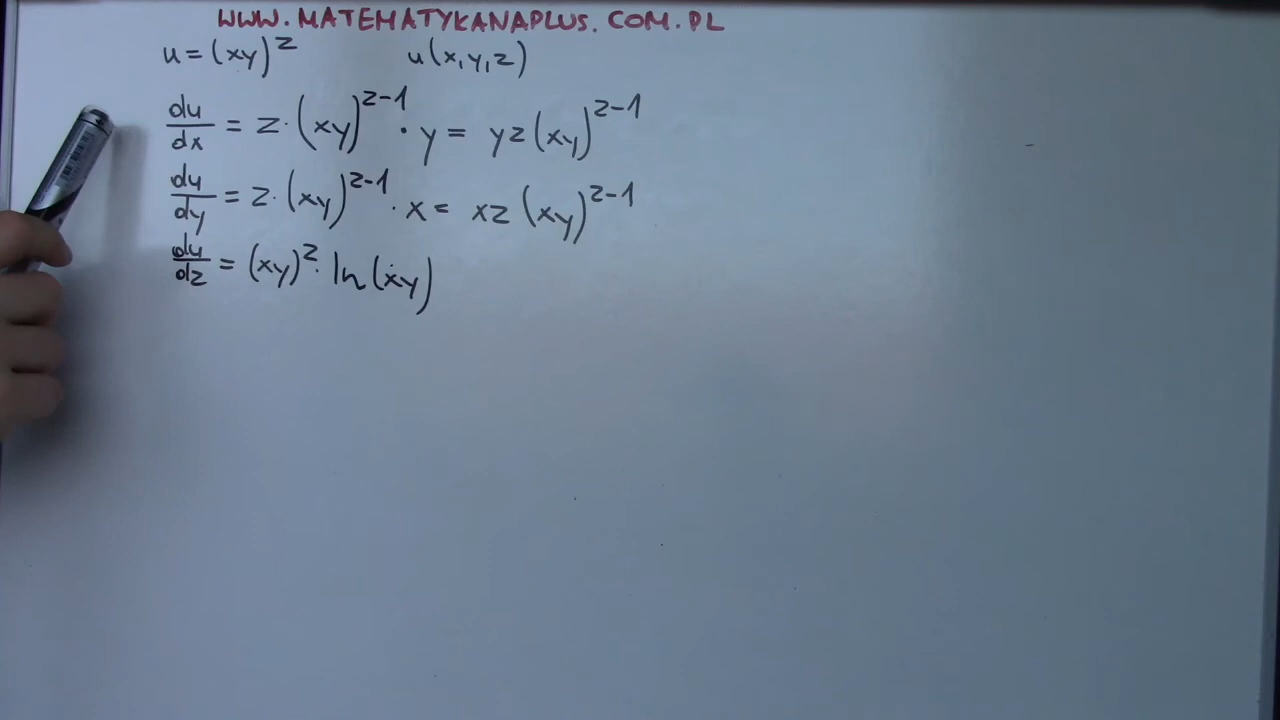 WWW.MATEMATYKANAPLUS.COM.PL
u=(xy)^z u(x,y,z)
du/dx = z·(xy)^{z-1}·y = yz(xy)^{z-1}
du/dy = z·(xy)^{z-1}·x = xz(xy)^{z-1}
du/dz = (xy)^z·ln(xy)